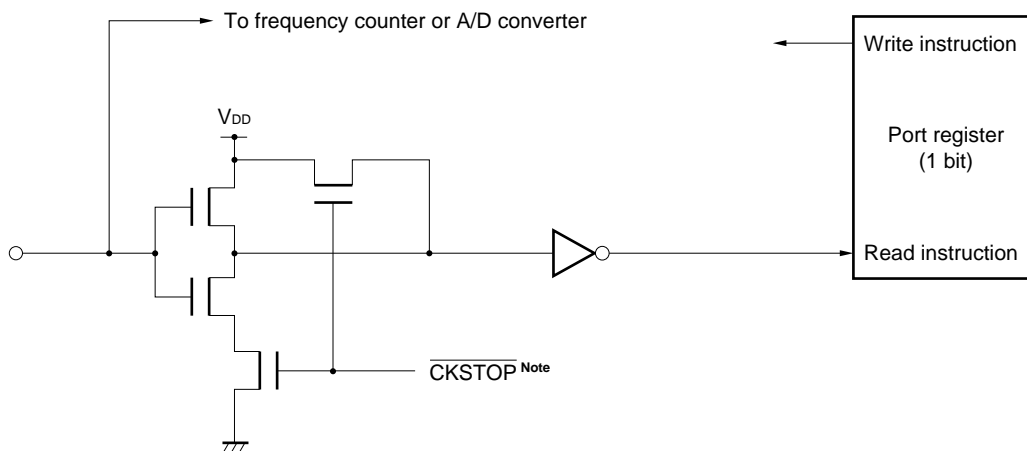 To frequency counter or A/D converter
Write instruction
VDD
Port register
(1 bit)
Read instruction
CKSTOP Note